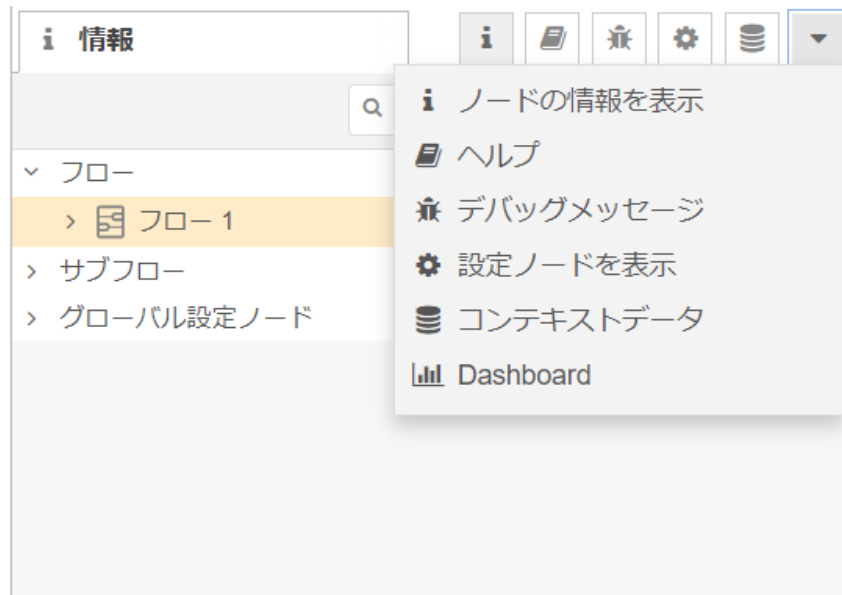 情報
ノードの情報を表示
ヘルプ
デバッグメッセージ
設定ノードを表示
コンテキストデータ
Dashboard
フロー
フロー 1
サブフロー
グローバル設定ノード